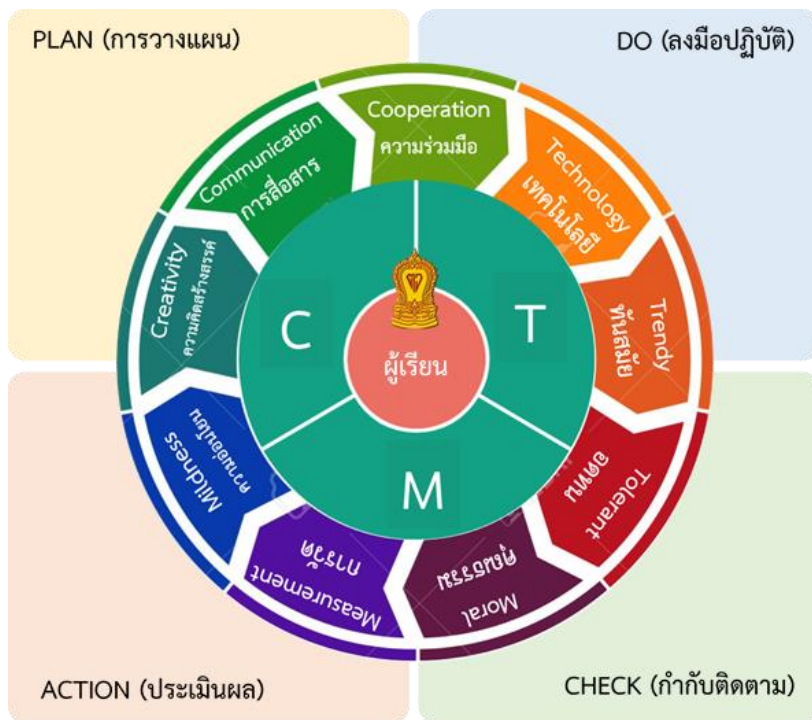 PLAN (การวางแผน)
DO (ลงมือปฏิบัติ)
Cooperation
ความร่วมมือ
Technology
เทคโนโลยี
Trendy
ทันสมัย
Tolerant
อดทน
Moral
คุณธรรม
Measurement
การวัด
Mildness
ความอ่อนโยน
Creativity
ความคิดสร้างสรรค์
Communication
การสื่อสาร
C
T
M
ผู้เรียน
ACTION (ประเมินผล)
CHECK (กำกับติดตาม)